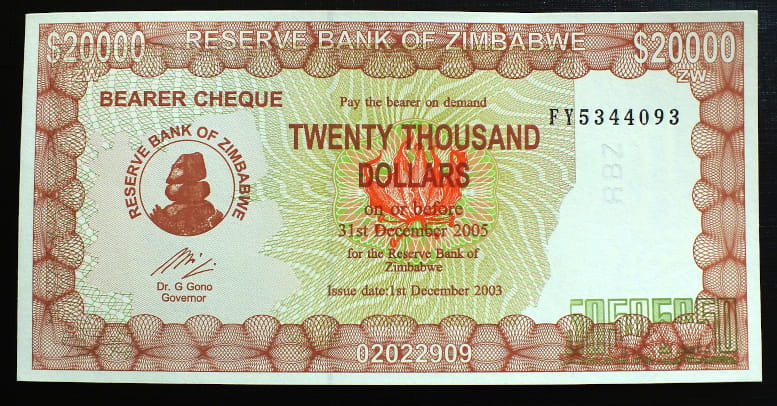 $20000 RESERVE BANK OF ZIMBABWE $20000
ZW ZW
BEARER CHEQUE
Pay the bearer on demand
FY5344093
TWENTY THOUSAND
DOLLARS
on or before
31st December 2005
for the Reserve Bank of
Zimbabwe
Issue date:1st December 2003
RESERVE BANK OF ZIMBABWE
Dr. G Gono
Governor
RBZ
02022909